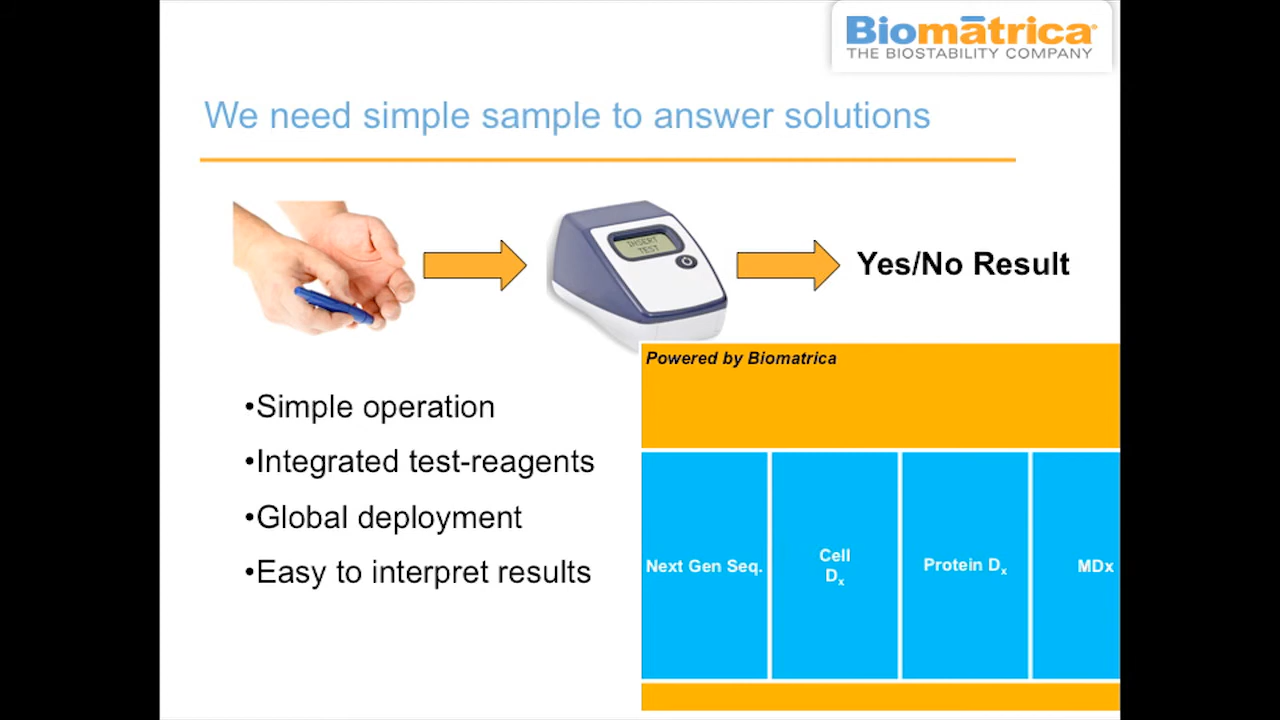 Biomātrica®
THE BIOSTABILITY COMPANY
We need simple sample to answer solutions
INSERT
TEST
Yes/No Result
Powered by Biomatrica
•Simple operation
•Integrated test-reagents
•Global deployment
•Easy to interpret results
Next Gen Seq.
Cell
Dx
Protein Dx
MDx